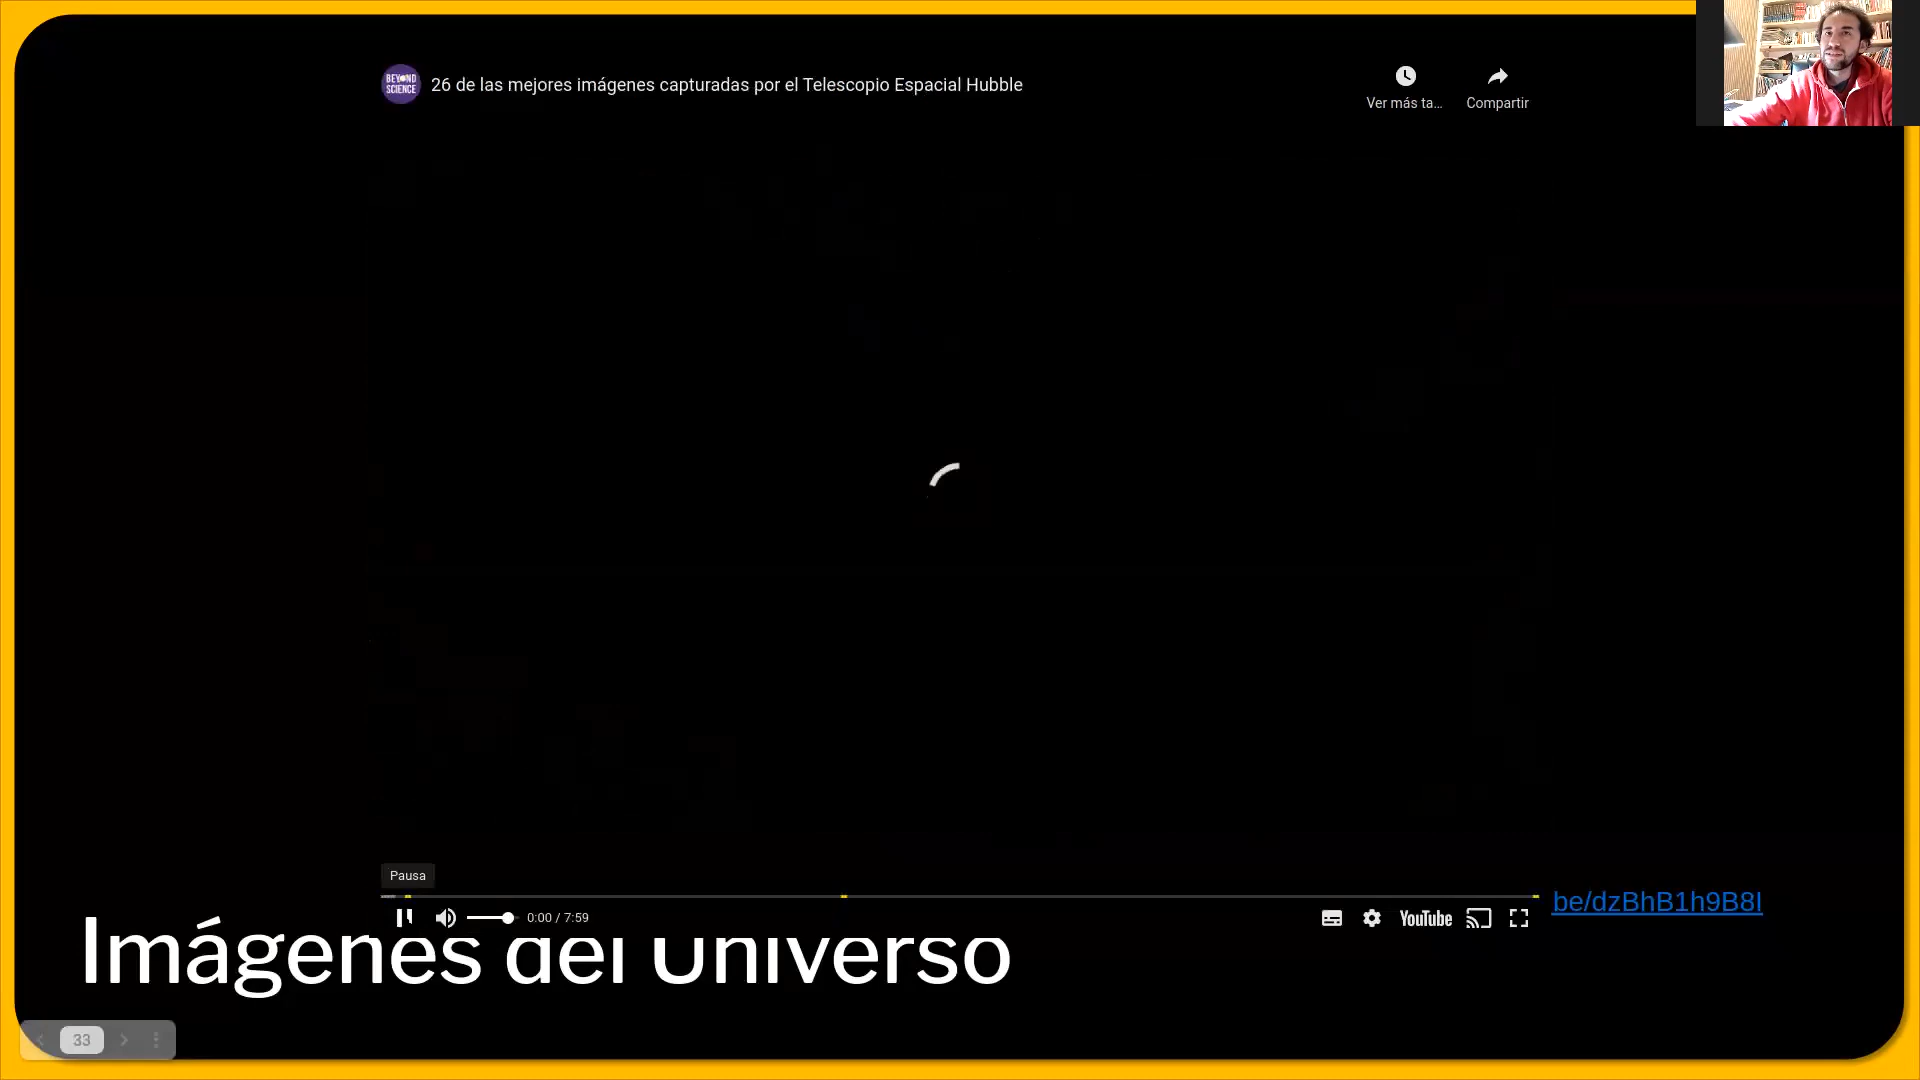 BEYOND
SCIENCE
26 de las mejores imágenes capturadas por el Telescopio Espacial Hubble
Ver más ta...
Compartir
Pausa
0:00 / 7:59
YouTube
be/dzBhB1h9B8I
Imágenes del Universo
33